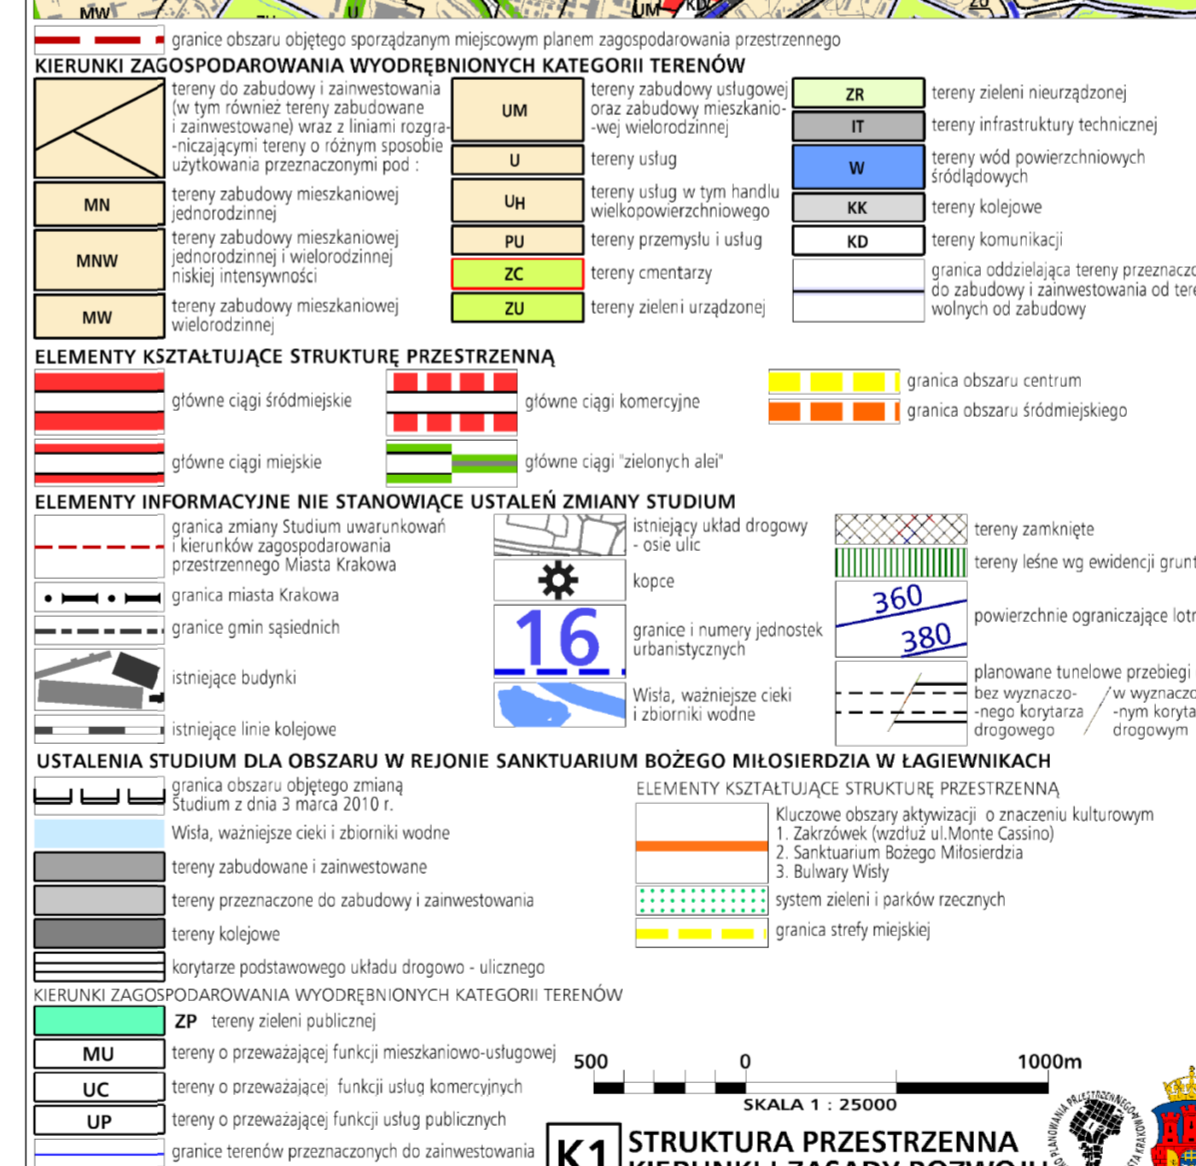 MW
U
UM
KD
ZU
granice obszaru objętego sporządzanym miejscowym planem zagospodarowania przestrzennego
KIERUNKI ZAGOSPODAROWANIA WYODRĘBNIONYCH KATEGORII TERENÓW
tereny do zabudowy i zainwestowania
(w tym również tereny zabudowane
i zainwestowane) wraz z liniami rozgra-
-niczającymi tereny o różnym sposobie
użytkowania przeznaczonymi pod :
MN
tereny zabudowy mieszkaniowej
jednorodzinnej
MNW
tereny zabudowy mieszkaniowej
jednorodzinnej i wielorodzinnej
niskiej intensywności
MW
tereny zabudowy mieszkaniowej
wielorodzinnej
UM
tereny zabudowy usługowej
oraz zabudowy mieszkanio-
-wej wielorodzinnej
U
tereny usług
UH
tereny usług w tym handlu
wielkopowierzchniowego
PU
tereny przemysłu i usług
ZC
tereny cmentarzy
ZU
tereny zieleni urządzonej
ZR
tereny zieleni nieurządzonej
IT
tereny infrastruktury technicznej
W
tereny wód powierzchniowych
śródlądowych
KK
tereny kolejowe
KD
tereny komunikacji
granica oddzielająca tereny przeznaczo
do zabudowy i zainwestowania od tere
wolnych od zabudowy
ELEMENTY KSZTAŁTUJĄCE STRUKTURĘ PRZESTRZENNĄ
główne ciągi śródmiejskie
główne ciągi miejskie
główne ciągi komercyjne
główne ciągi "zielonych alei"
granica obszaru centrum
granica obszaru śródmiejskiego
ELEMENTY INFORMACYJNE NIE STANOWIĄCE USTALEŃ ZMIANY STUDIUM
granica zmiany Studium uwarunkowań
i kierunków zagospodarowania
przestrzennego Miasta Krakowa
granica miasta Krakowa
granice gmin sąsiednich
istniejące budynki
istniejące linie kolejowe
istniejący układ drogowy
- osie ulic
kopce
16
granice i numery jednostek
urbanistycznych
Wisła, ważniejsze cieki
i zbiorniki wodne
tereny zamknięte
tereny leśne wg ewidencji grunt
360
380
powierzchnie ograniczające lotn
planowane tunelowe przebiegi
bez wyznaczo-
-nego korytarza
drogowego
w wyznaczo
-nym koryta
drogowym
USTALENIA STUDIUM DLA OBSZARU W REJONIE SANKTUARIUM BOŻEGO MIŁOSIERDZIA W ŁAGIEWNIKACH
granica obszaru objętego zmianą
Studium z dnia 3 marca 2010 r.
Wisła, ważniejsze cieki i zbiorniki wodne
tereny zabudowane i zainwestowane
tereny przeznaczone do zabudowy i zainwestowania
tereny kolejowe
korytarze podstawowego układu drogowo - ulicznego
ELEMENTY KSZTAŁTUJĄCE STRUKTURĘ PRZESTRZENNĄ
Kluczowe obszary aktywizacji o znaczeniu kulturowym
1. Zakrzówek (wzdłuż ul.Monte Cassino)
2. Sanktuarium Bożego Miłosierdzia
3. Bulwary Wisły
system zieleni i parków rzecznych
granica strefy miejskiej
KIERUNKI ZAGOSPODAROWANIA WYODRĘBNIONYCH KATEGORII TERENÓW
ZP tereny zieleni publicznej
MU
tereny o przeważającej funkcji mieszkaniowo-usługowej
UC
tereny o przeważającej funkcji usług komercyjnych
UP
tereny o przeważającej funkcji usług publicznych
granice terenów przeznaczonych do zainwestowania
500 0 1000m
SKALA 1 : 25000
K1
STRUKTURA PRZESTRZENNA
KIERUNKI I ZASADY ROZWOJU